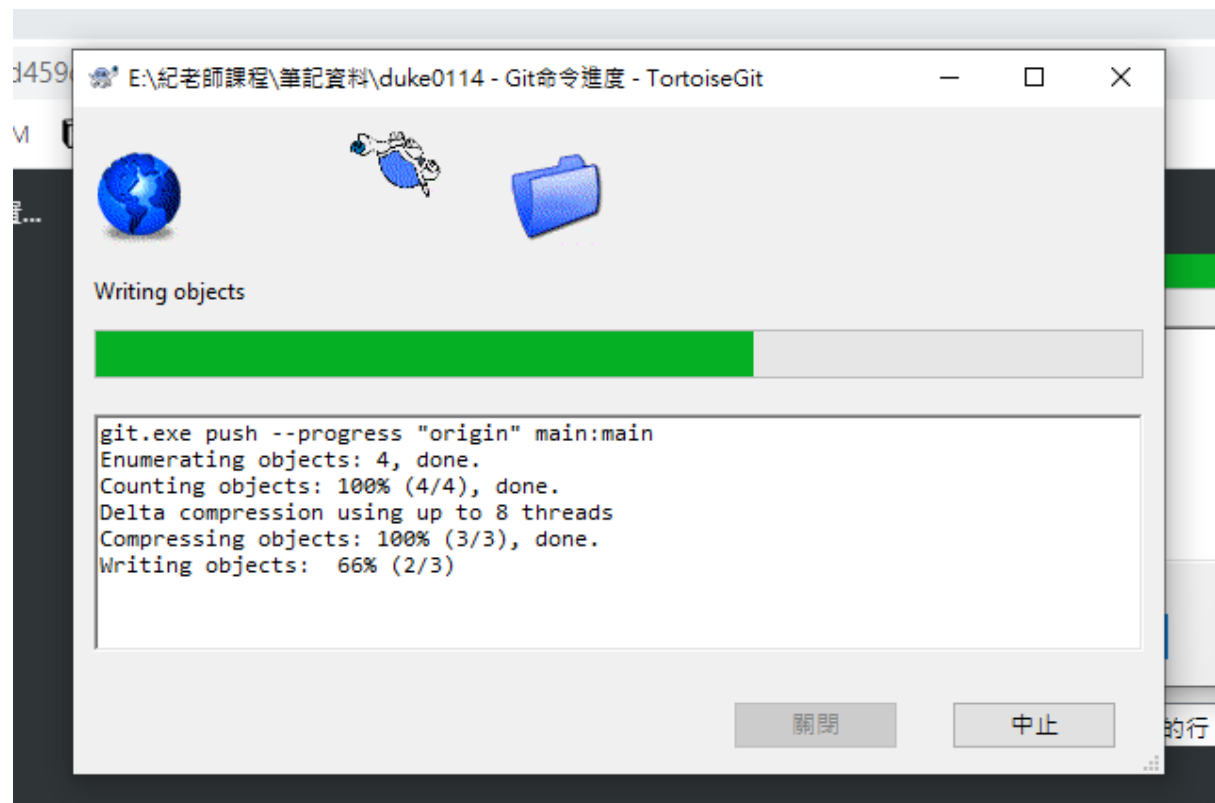 d459
E:\紀老師課程\筆記資料\duke0114 - Git命令進度 - TortoiseGit
M
...
Writing objects
git.exe push --progress "origin" main:main
Enumerating objects: 4, done.
Counting objects: 100% (4/4), done.
Delta compression using up to 8 threads
Compressing objects: 100% (3/3), done.
Writing objects:  66% (2/3)
關閉
中止
的行